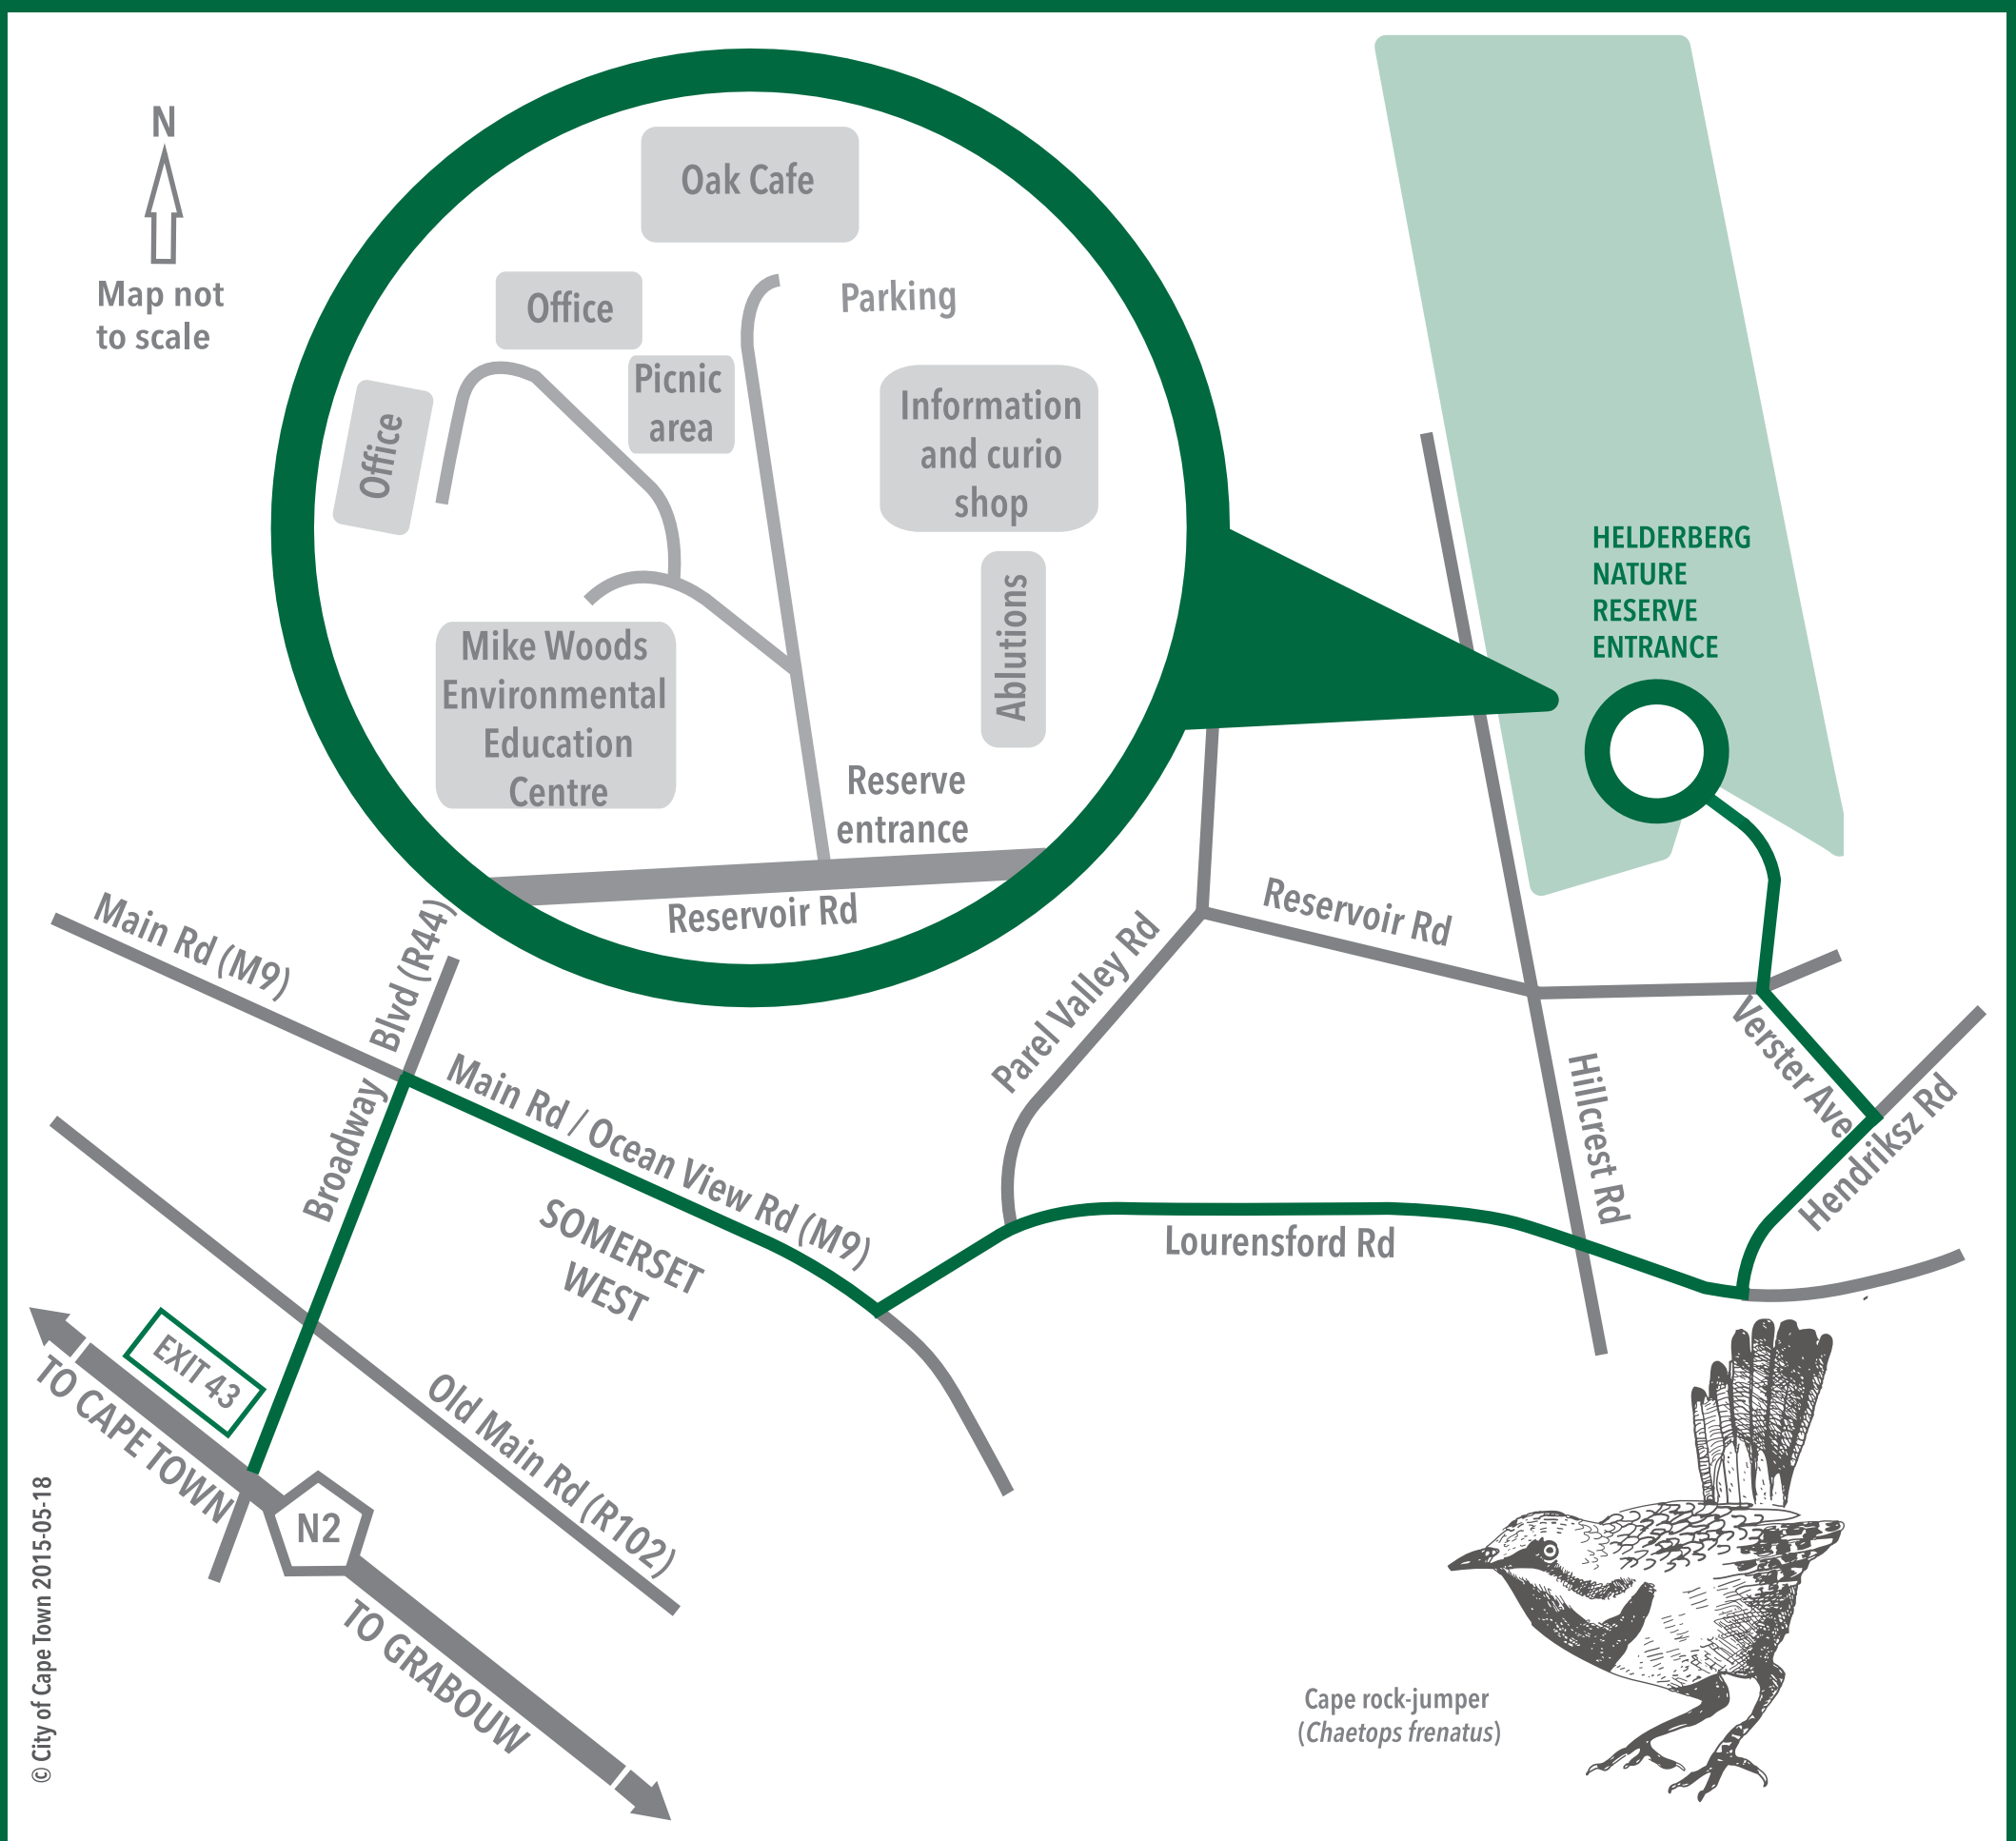 N
Map not
to scale
Oak Cafe
Office
Parking
Picnic
area
Office
Information
and curio
shop
Ablutions
Mike Woods
Environmental
Education
Centre
Reserve
entrance
Reservoir Rd
HELDERBERG
NATURE
RESERVE
ENTRANCE
Main Rd (M9)
Broadway Blvd (R44)
Main Rd / Ocean View Rd (M9)
Parel Valley Rd
Reservoir Rd
Verster Ave
Hendriksz Rd
Hillcrest Rd
Lourensford Rd
SOMERSET
WEST
EXIT 43
TO CAPE TOWN
Old Main Rd (R102)
N2
TO GRABOUW
Cape rock-jumper
(Chaetops frenatus)
© City of Cape Town 2015-05-18